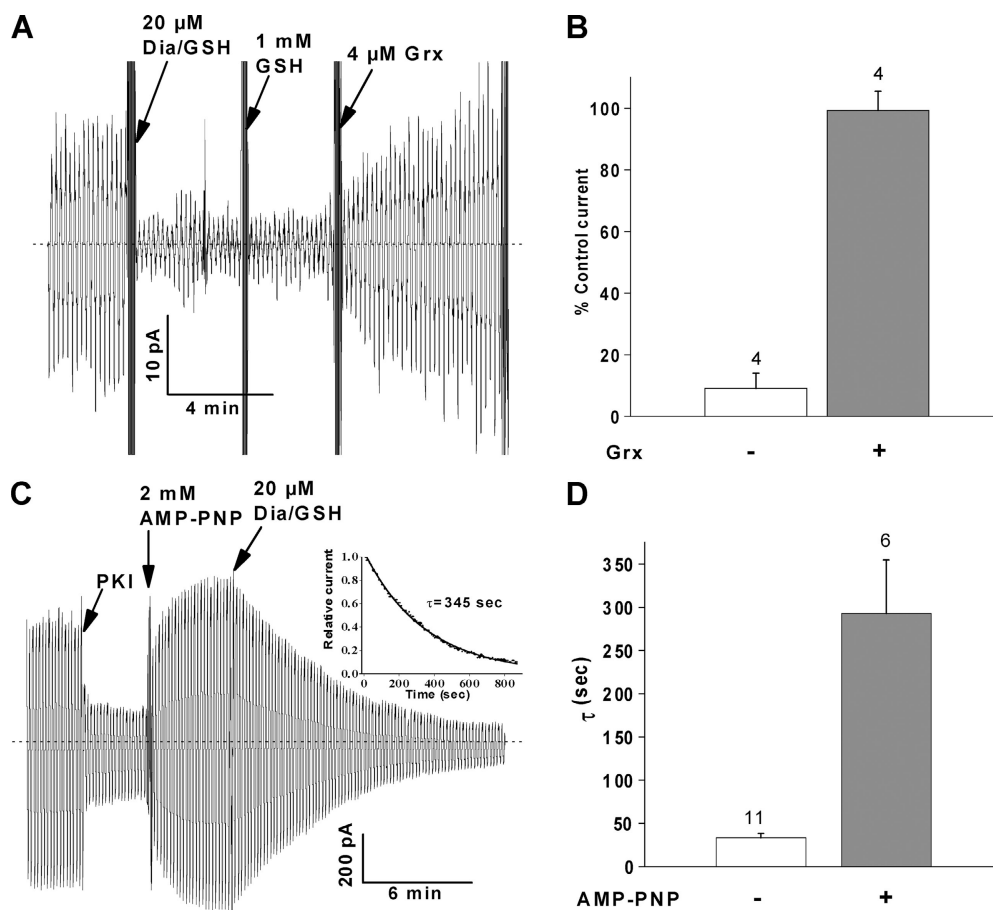 A
20 µM
Dia/GSH
1 mM
GSH
4 µM Grx
10 pA
4 min
B
% Control current
100
80
60
40
20
0
4
4
Grx
-
+
C
2 mM
AMP-PNP
20 µM
Dia/GSH
PKI
Relative current
1.0
0.8
0.6
0.4
0.2
0.0
τ=345 sec
0
200
400
600
800
Time (sec)
200 pA
6 min
D
τ (sec)
350
300
250
200
150
100
50
0
11
6
AMP-PNP
-
+